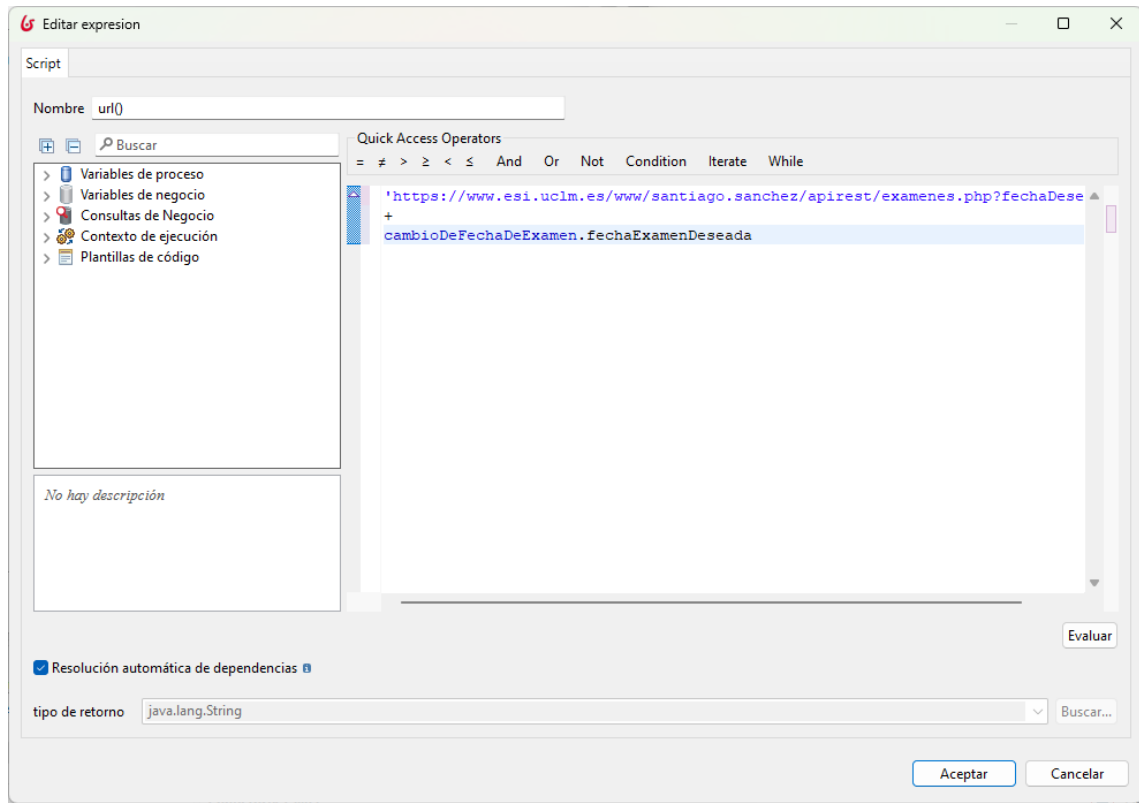 Editar expresion
Script
Nombre url()
Buscar
Variables de proceso
Variables de negocio
Consultas de Negocio
Contexto de ejecución
Plantillas de código
No hay descripción
Quick Access Operators
= ≠ > ≥ < ≤ And Or Not Condition Iterate While
'https://www.esi.uclm.es/www/santiago.sanchez/apirest/examenes.php?fechaDese
+
cambioDeFechaDeExamen.fechaExamenDeseada
Evaluar
Resolución automática de dependencias
tipo de retorno java.lang.String Buscar...
Aceptar Cancelar